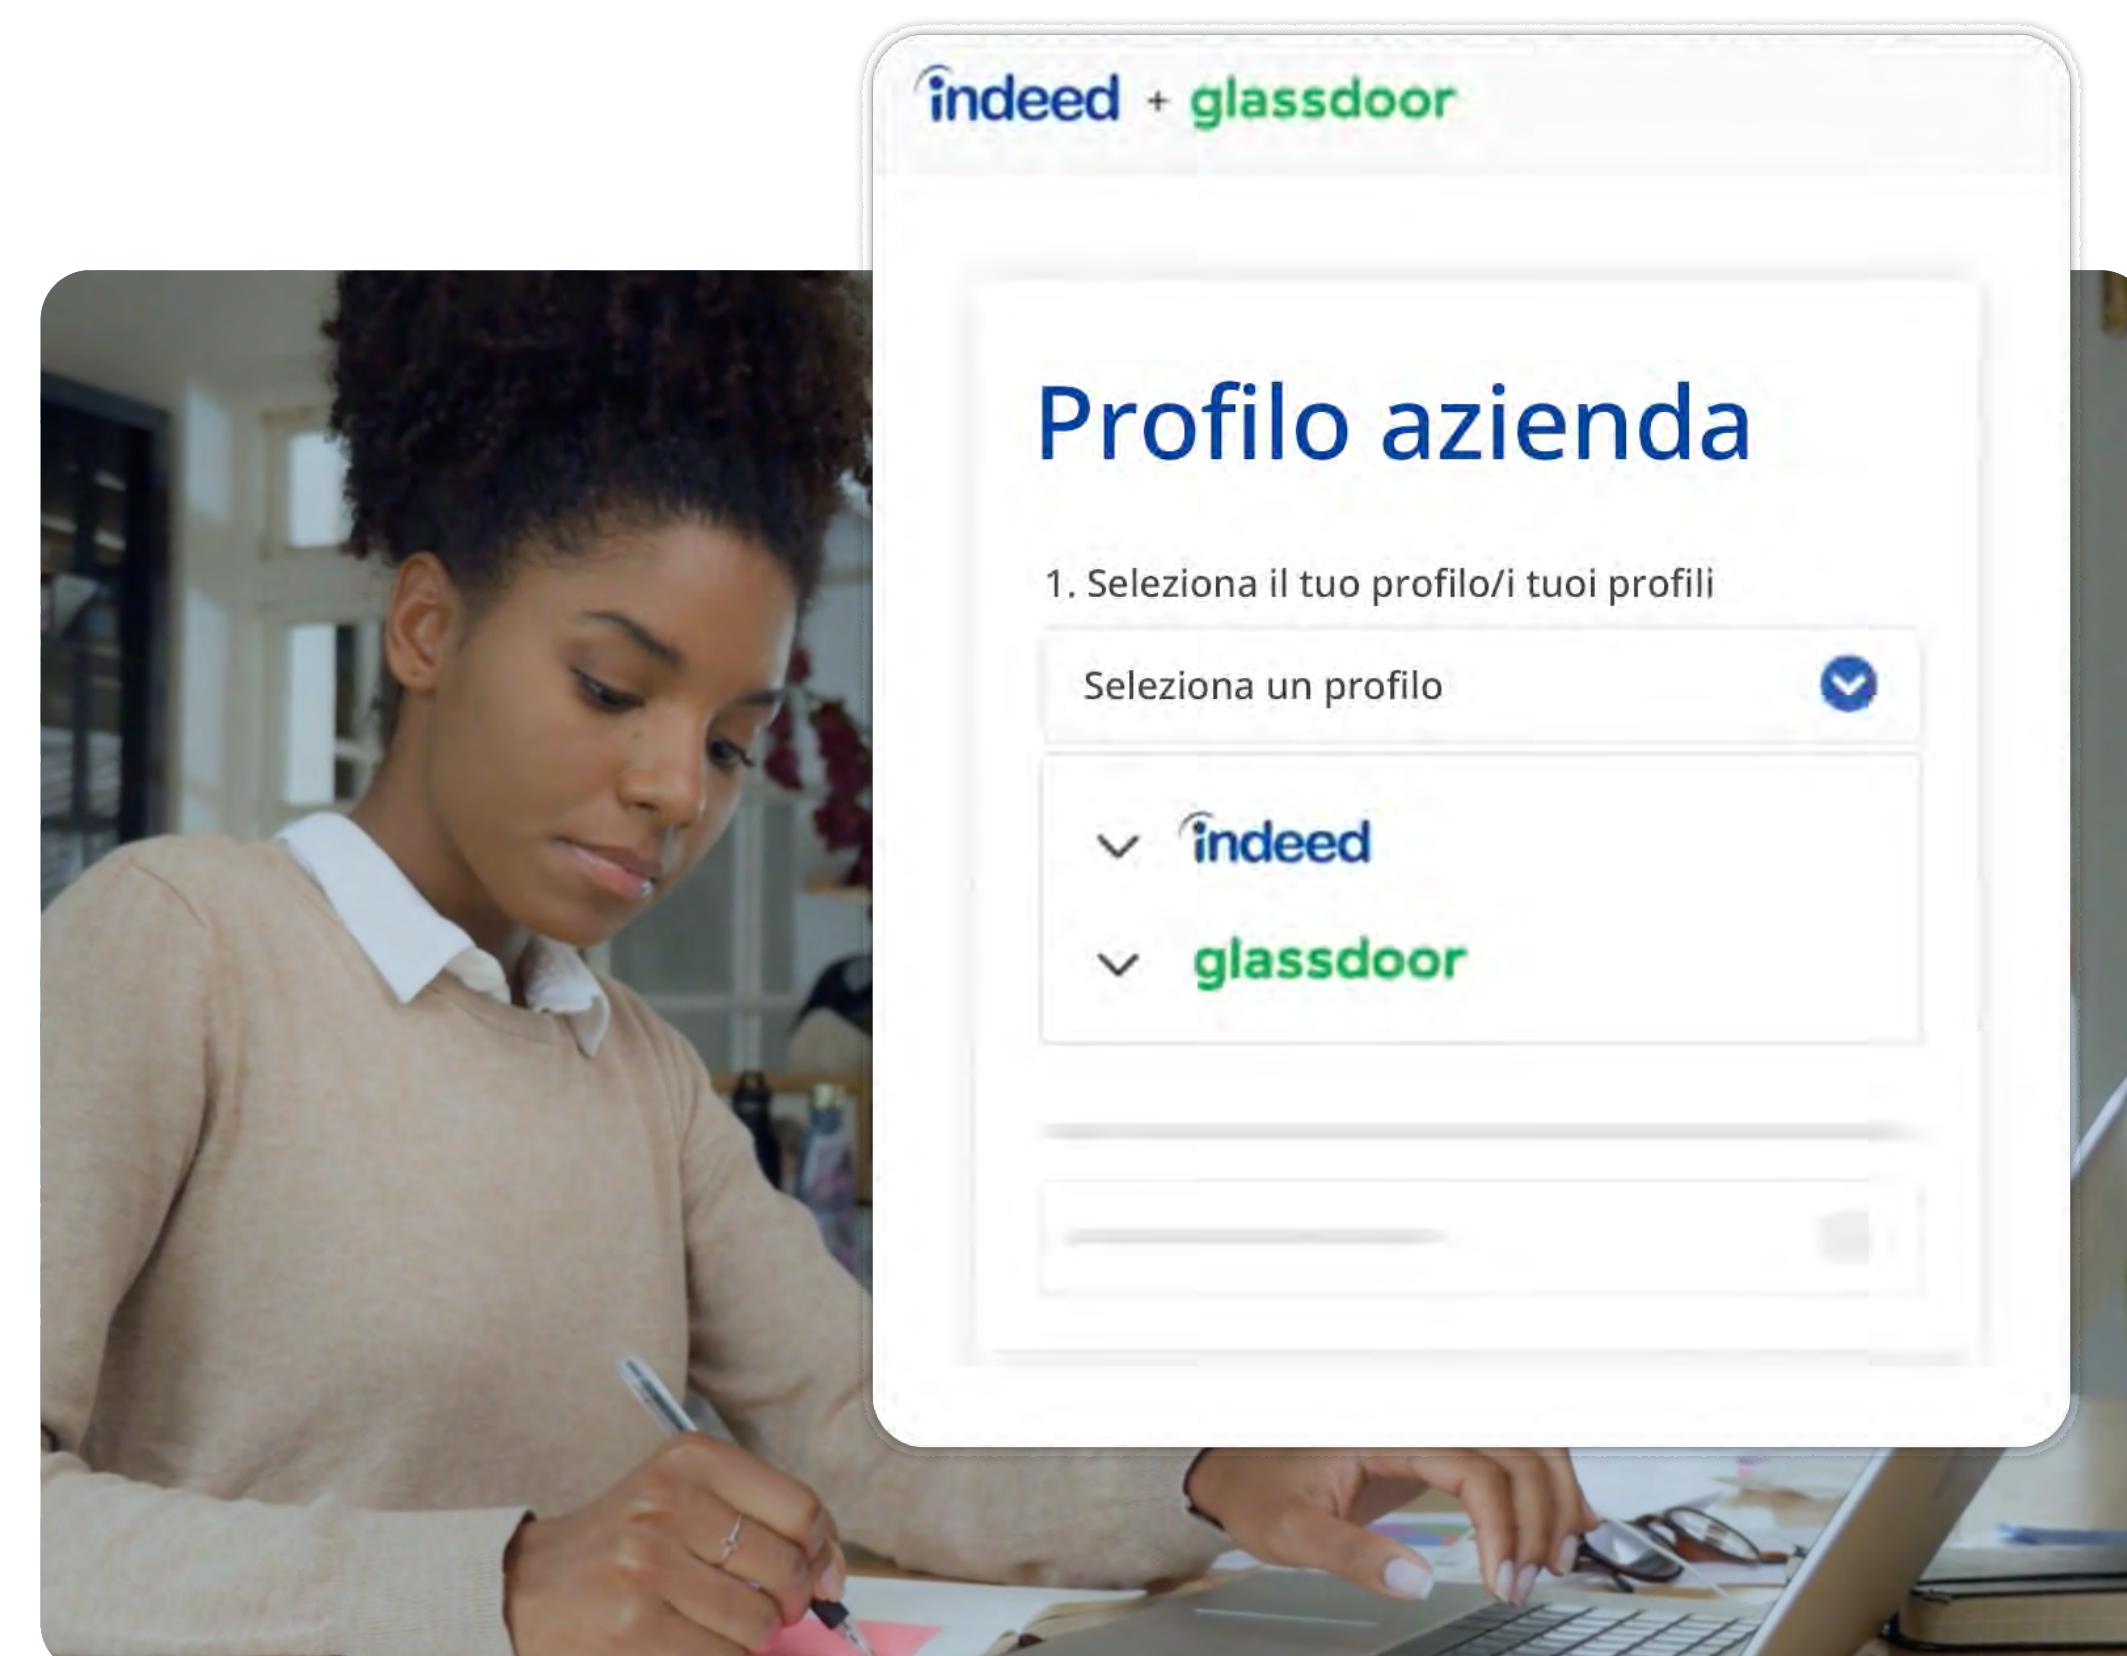 indeed + glassdoor
Profilo azienda
1. Seleziona il tuo profilo/i tuoi profili
Seleziona un profilo
indeed
glassdoor